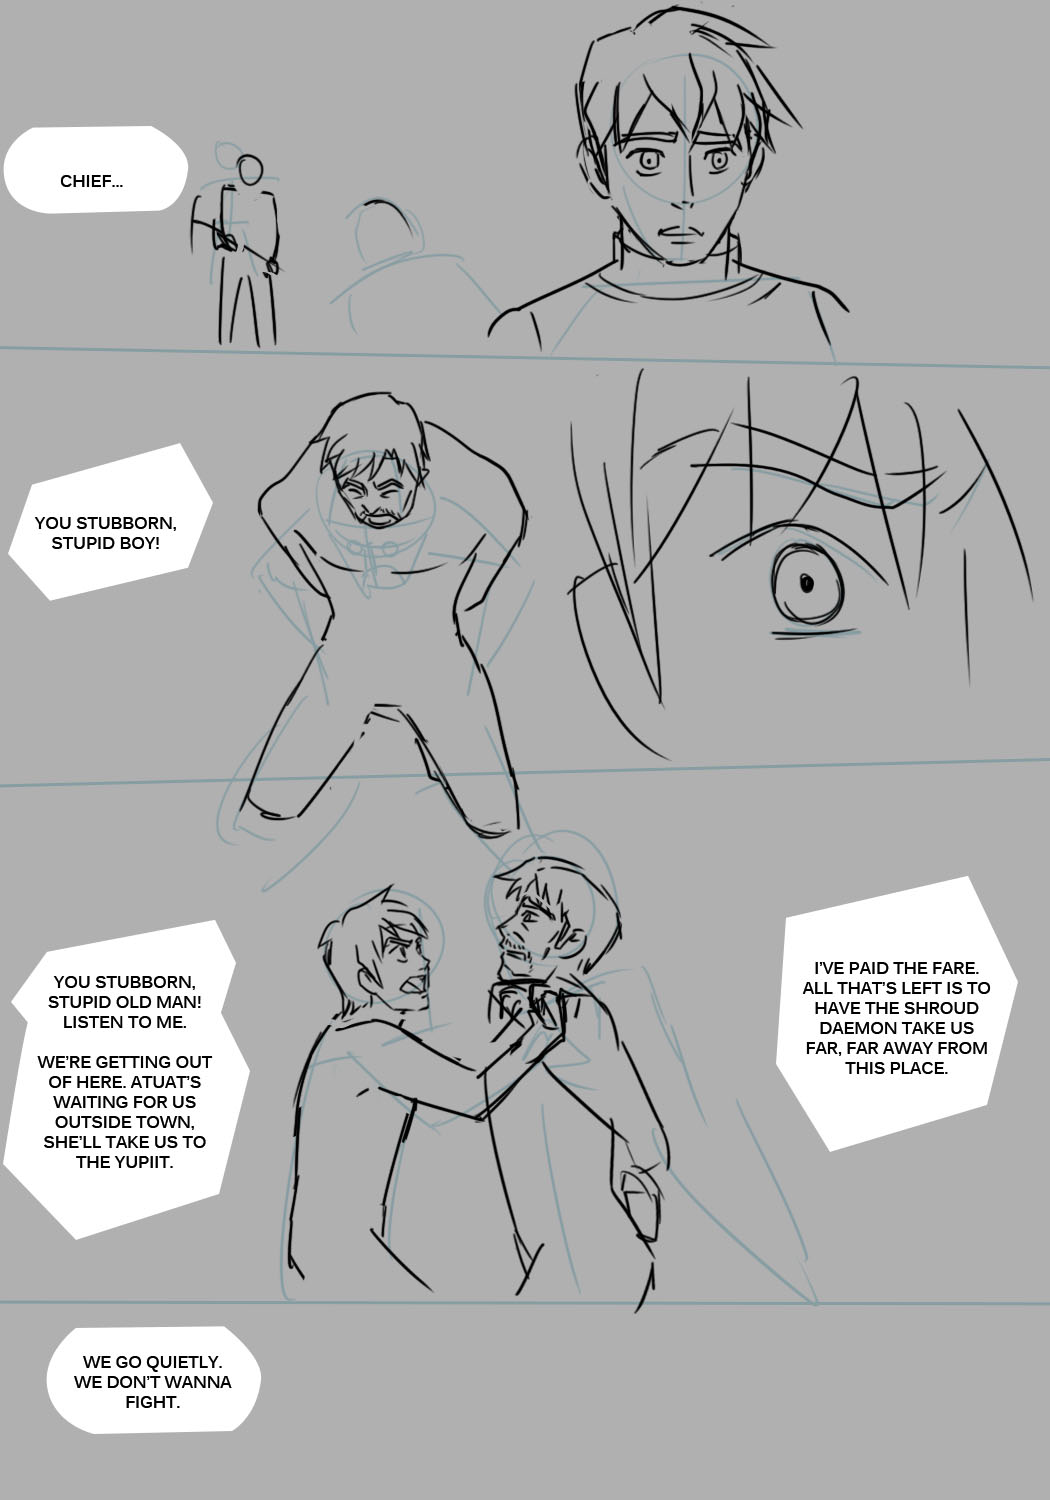 CHIEF...
YOU STUBBORN,
STUPID BOY!
YOU STUBBORN,
STUPID OLD MAN!
LISTEN TO ME.
WE'RE GETTING OUT
OF HERE. ATUAT'S
WAITING FOR US
OUTSIDE TOWN,
SHE'LL TAKE US TO
THE YUPIIT.
I'VE PAID THE FARE.
ALL THAT'S LEFT IS TO
HAVE THE SHROUD
DAEMON TAKE US
FAR, FAR AWAY FROM
THIS PLACE.
WE GO QUIETLY.
WE DON'T WANNA
FIGHT.